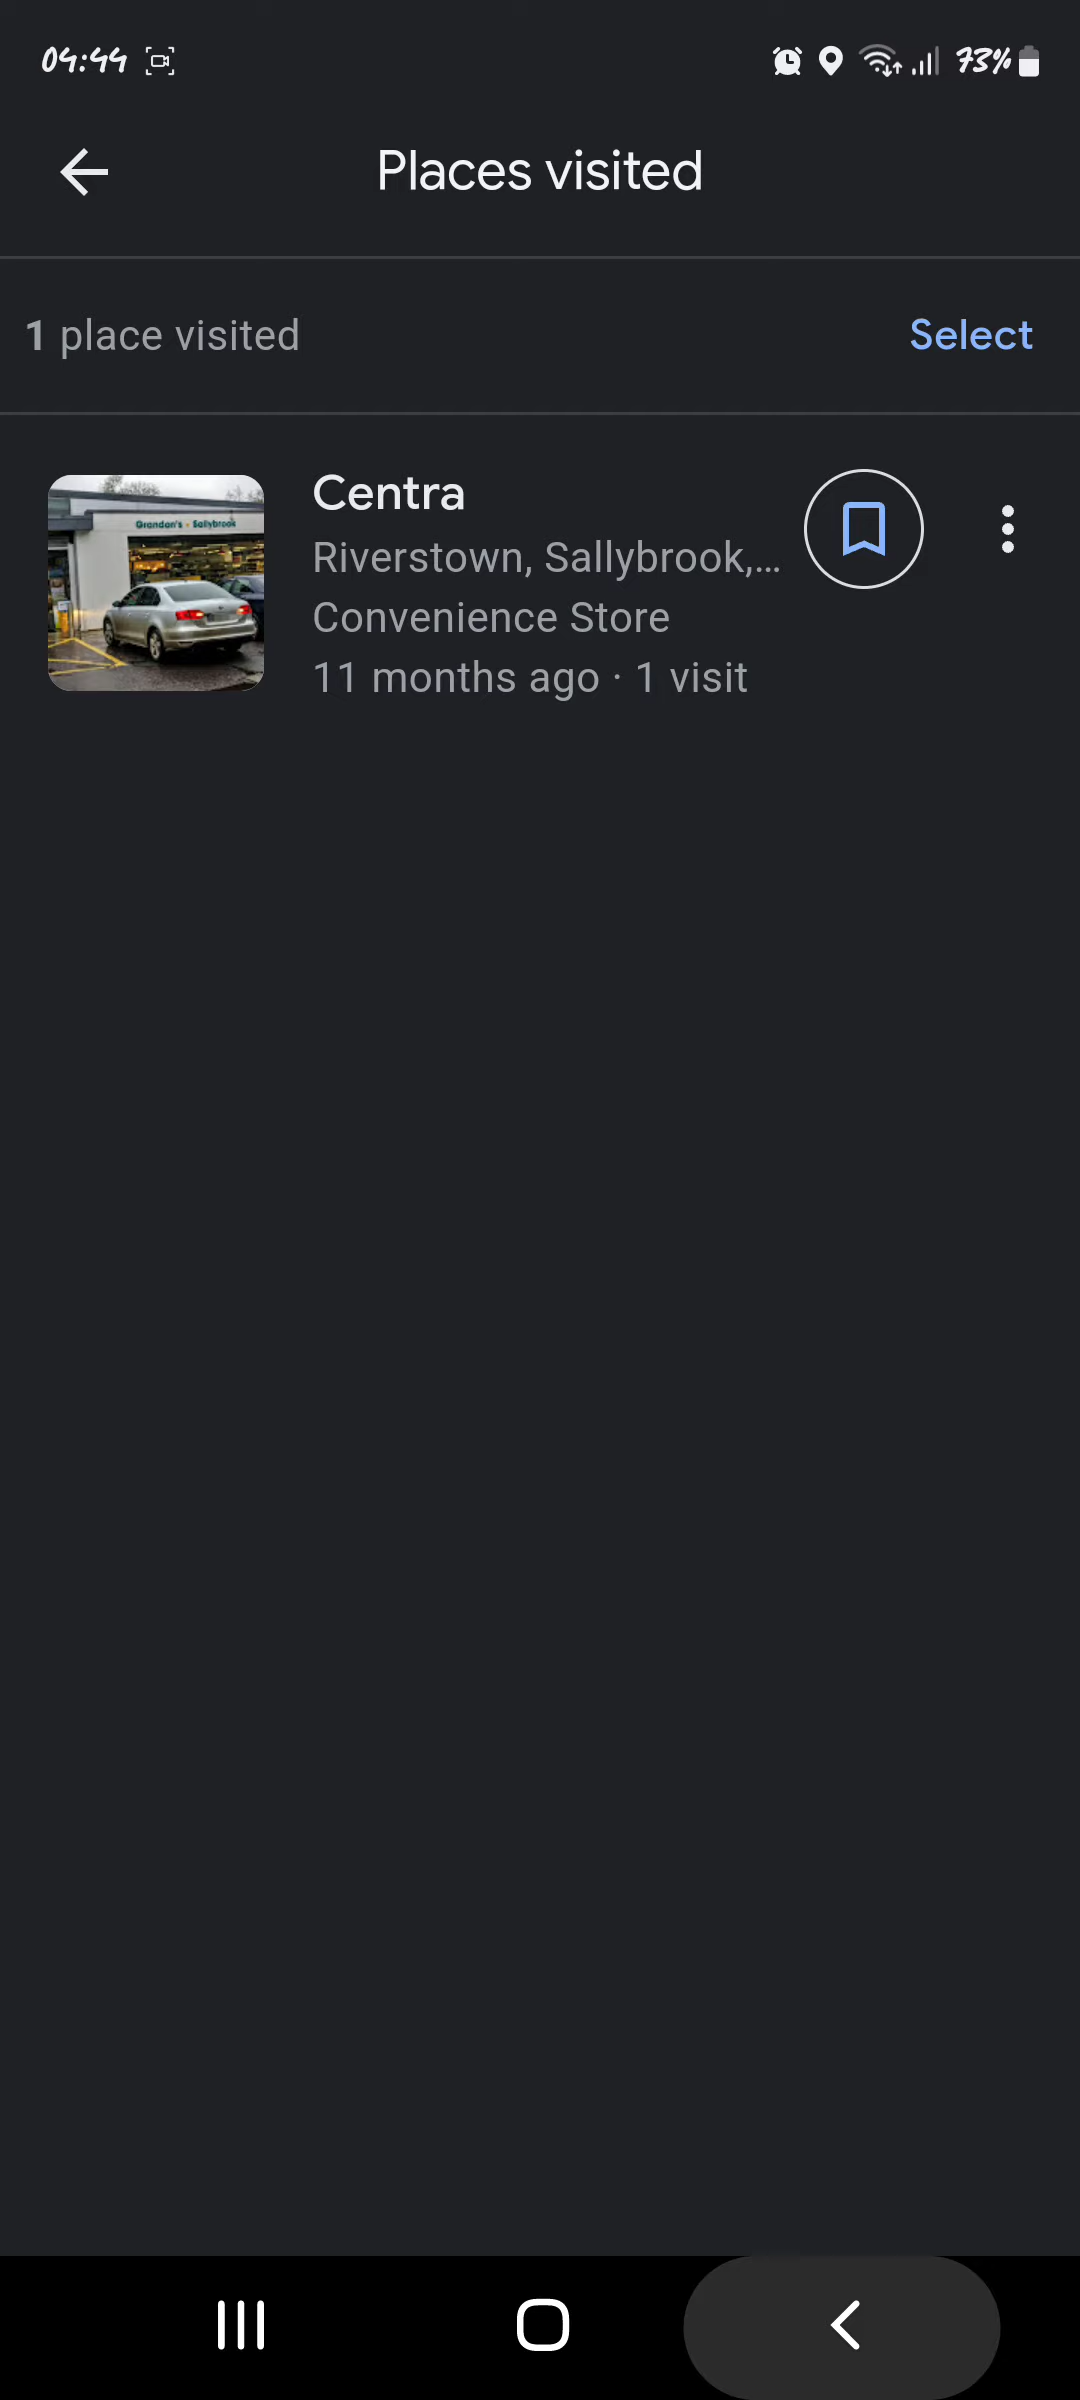 04:44
73%
Places visited
1 place visited
Select
Centra
Grandon's • Sallybrook
Riverstown, Sallybrook,...
Convenience Store
11 months ago · 1 visit